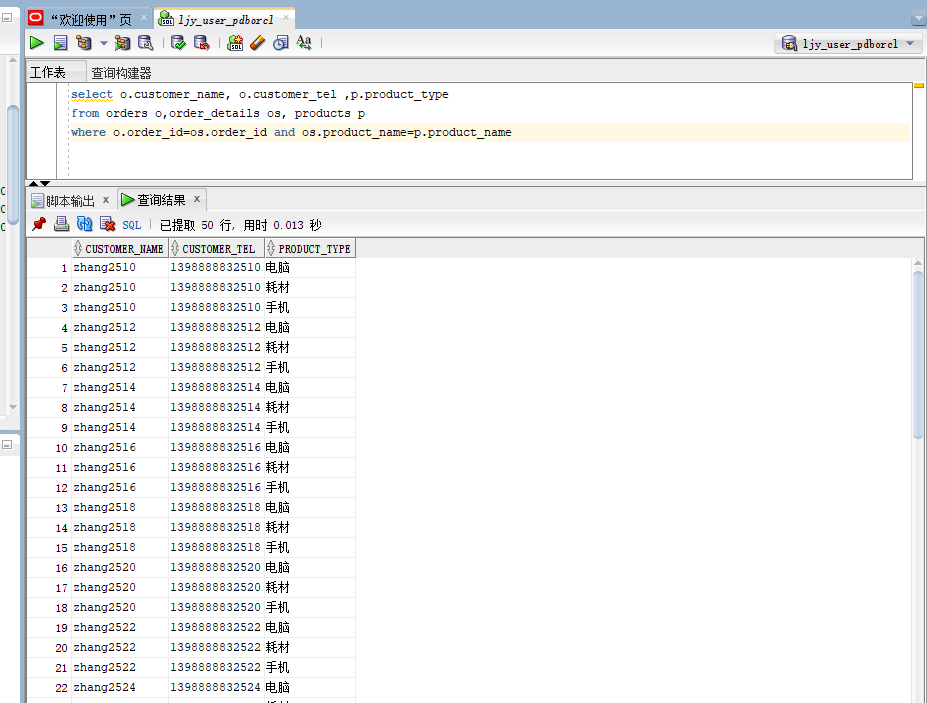 “欢迎使用”页
ljy_user_pdborcl
ljy_user_pdborcl
工作表 查询构建器
select o.customer_name, o.customer_tel ,p.product_type
from orders o,order_details os, products p
where o.order_id=os.order_id and os.product_name=p.product_name
脚本输出 x 查询结果 x
SQL | 已提取 50 行, 用时 0.013 秒
CUSTOMER_NAME CUSTOMER_TEL PRODUCT_TYPE
1 zhang2510 1398888832510 电脑
2 zhang2510 1398888832510 耗材
3 zhang2510 1398888832510 手机
4 zhang2512 1398888832512 电脑
5 zhang2512 1398888832512 耗材
6 zhang2512 1398888832512 手机
7 zhang2514 1398888832514 电脑
8 zhang2514 1398888832514 耗材
9 zhang2514 1398888832514 手机
10 zhang2516 1398888832516 电脑
11 zhang2516 1398888832516 耗材
12 zhang2516 1398888832516 手机
13 zhang2518 1398888832518 电脑
14 zhang2518 1398888832518 耗材
15 zhang2518 1398888832518 手机
16 zhang2520 1398888832520 电脑
17 zhang2520 1398888832520 耗材
18 zhang2520 1398888832520 手机
19 zhang2522 1398888832522 电脑
20 zhang2522 1398888832522 耗材
21 zhang2522 1398888832522 手机
22 zhang2524 1398888832524 电脑